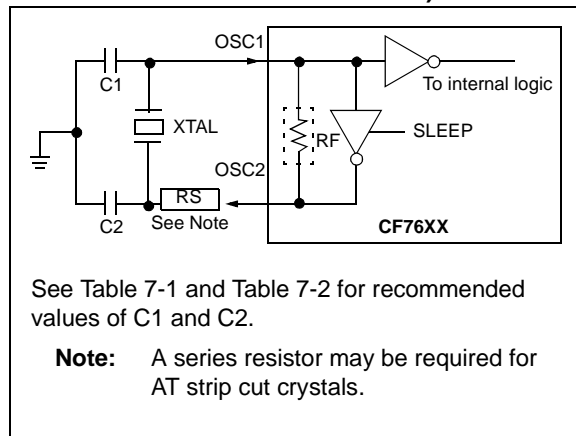 OSC1
C1
To internal logic
XTAL
RF
SLEEP
OSC2
RS
C2
See Note
CF76XX
See Table 7-1 and Table 7-2 for recommended
values of C1 and C2.
Note: A series resistor may be required for
AT strip cut crystals.